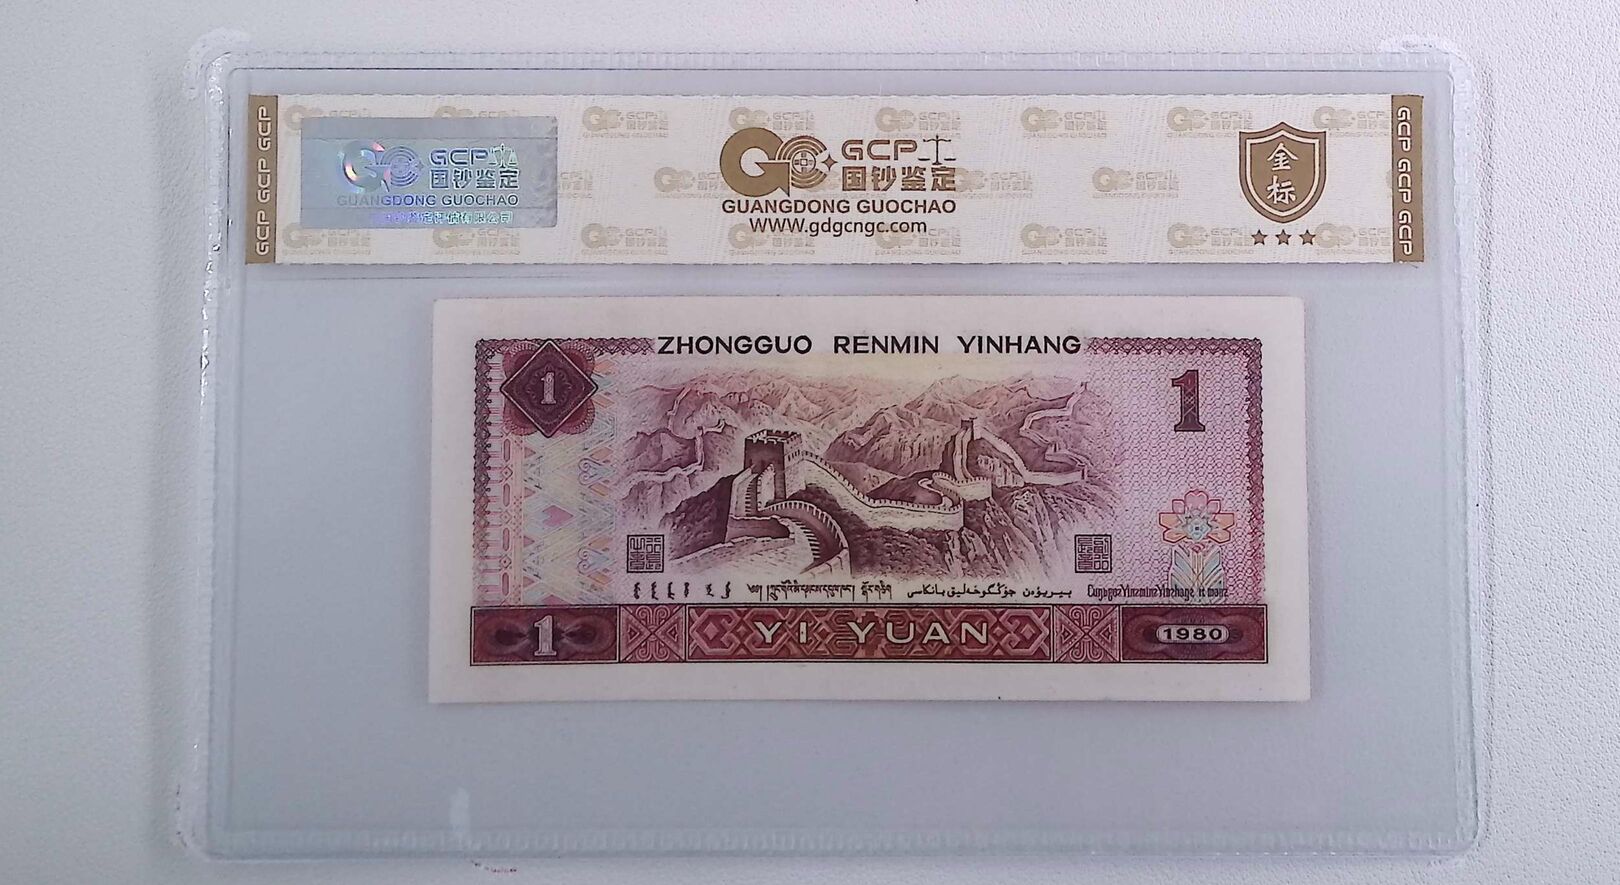 GCP GCP GCP
GCP
国钞鉴定
GUANGDONG GUOCHAO
GCP
国钞鉴定
GUANGDONG GUOCHAO
WWW.gdgcngc.com
金
标
GCP GCP GCP
ZHONGGUO RENMIN YINHANG
1
1
YI YUAN
1
1980